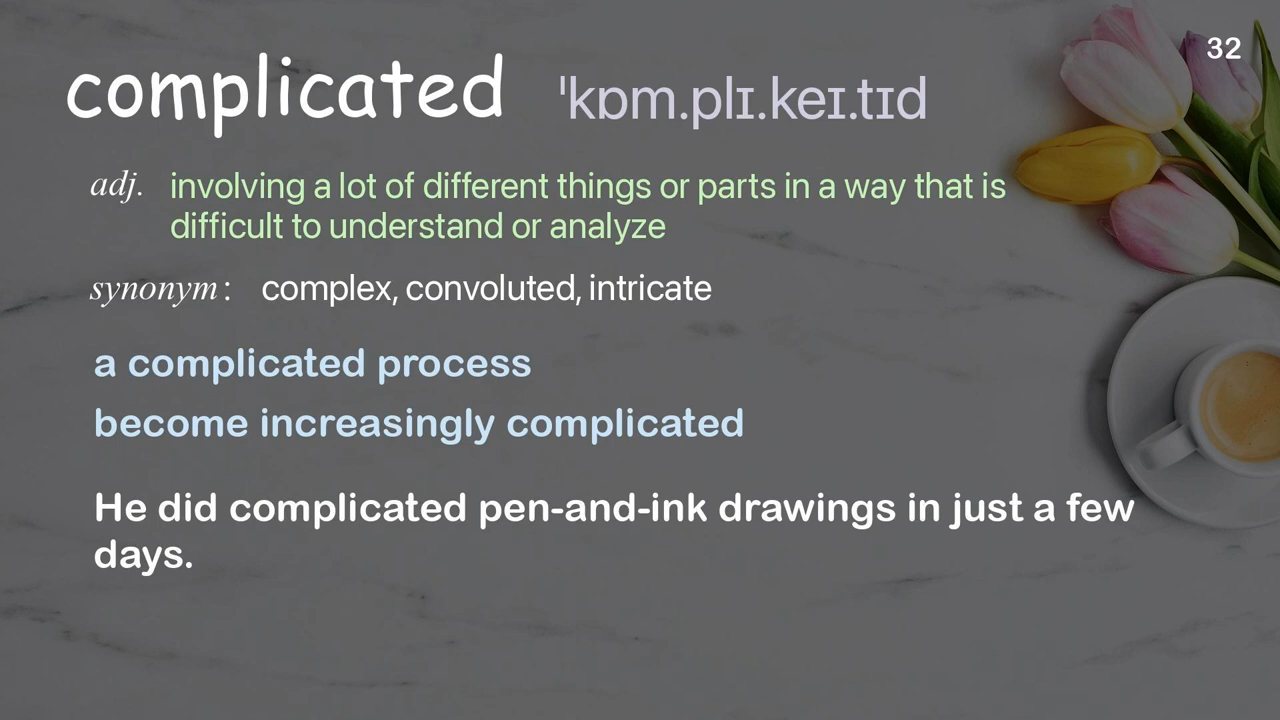 32
complicated ˈkɒm.plɪ.keɪ.tɪd
adj. involving a lot of different things or parts in a way that is
difficult to understand or analyze
synonym : complex, convoluted, intricate
a complicated process
become increasingly complicated
He did complicated pen-and-ink drawings in just a few
days.